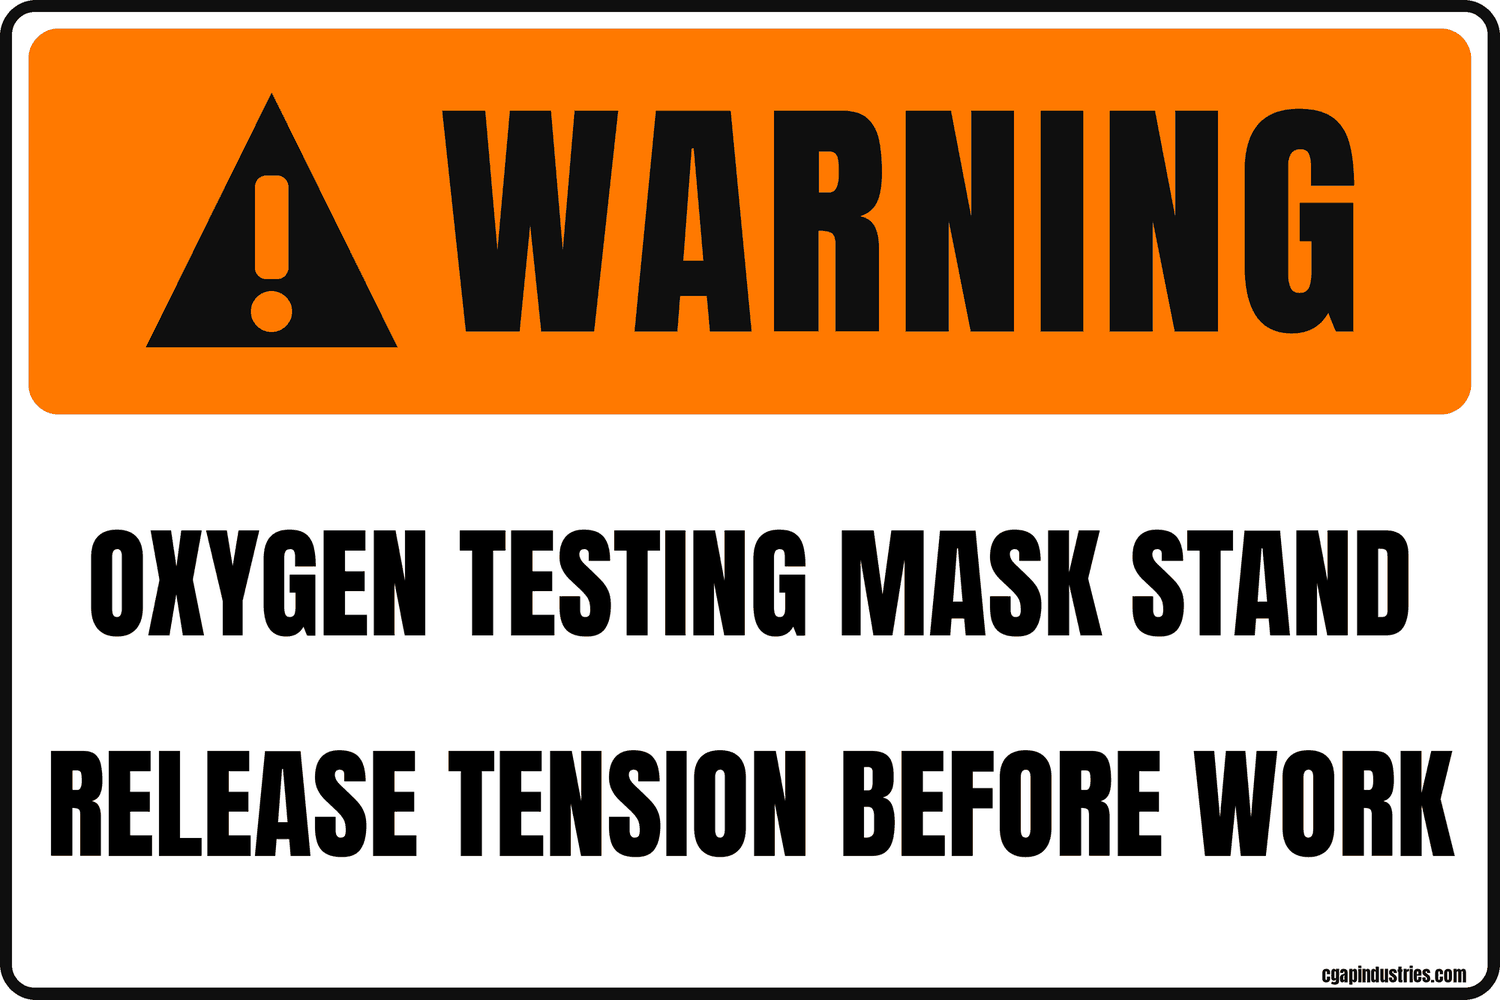 WARNING
OXYGEN TESTING MASK STAND
RELEASE TENSION BEFORE WORK
cgapindustries.com